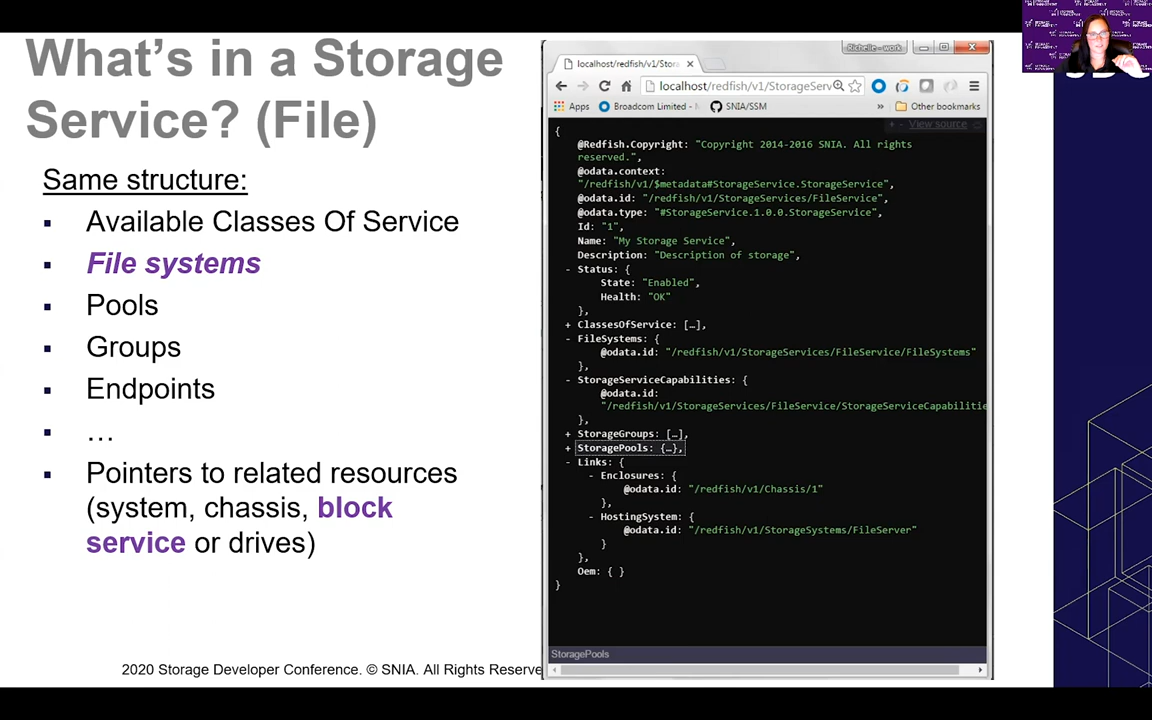 What's in a Storage
Service? (File)
Same structure:
▪ Available Classes Of Service
▪ File systems
▪ Pools
▪ Groups
▪ Endpoints
▪ …
▪ Pointers to related resources
(system, chassis, block
service or drives)
2020 Storage Developer Conference. © SNIA. All Rights Reserve
Richelle - work
localhost/redfish/v1/Stora
localhost/redfish/v1/StorageServ
Apps
Broadcom Limited -
SNIA/SSM
»
Other bookmarks
+ - View source
{
@Redfish.Copyright: "Copyright 2014-2016 SNIA. All rights
reserved.",
@odata.context:
"/redfish/v1/$metadata#StorageService.StorageService",
@odata.id: "/redfish/v1/StorageServices/FileService",
@odata.type: "#StorageService.1.0.0.StorageService",
Id: "1",
Name: "My Storage Service",
Description: "Description of storage",
- Status: {
State: "Enabled",
Health: "OK"
},
+ ClassesOfService: […],
- FileSystems: {
@odata.id: "/redfish/v1/StorageServices/FileService/FileSystems"
},
- StorageServiceCapabilities: {
@odata.id:
"/redfish/v1/StorageServices/FileService/StorageServiceCapabilitie
},
+ StorageGroups: […],
+ StoragePools: {…},
- Links: {
- Enclosures: {
@odata.id: "/redfish/v1/Chassis/1"
},
- HostingSystem: {
@odata.id: "/redfish/v1/StorageSystems/FileServer"
}
},
Oem: { }
}
StoragePools